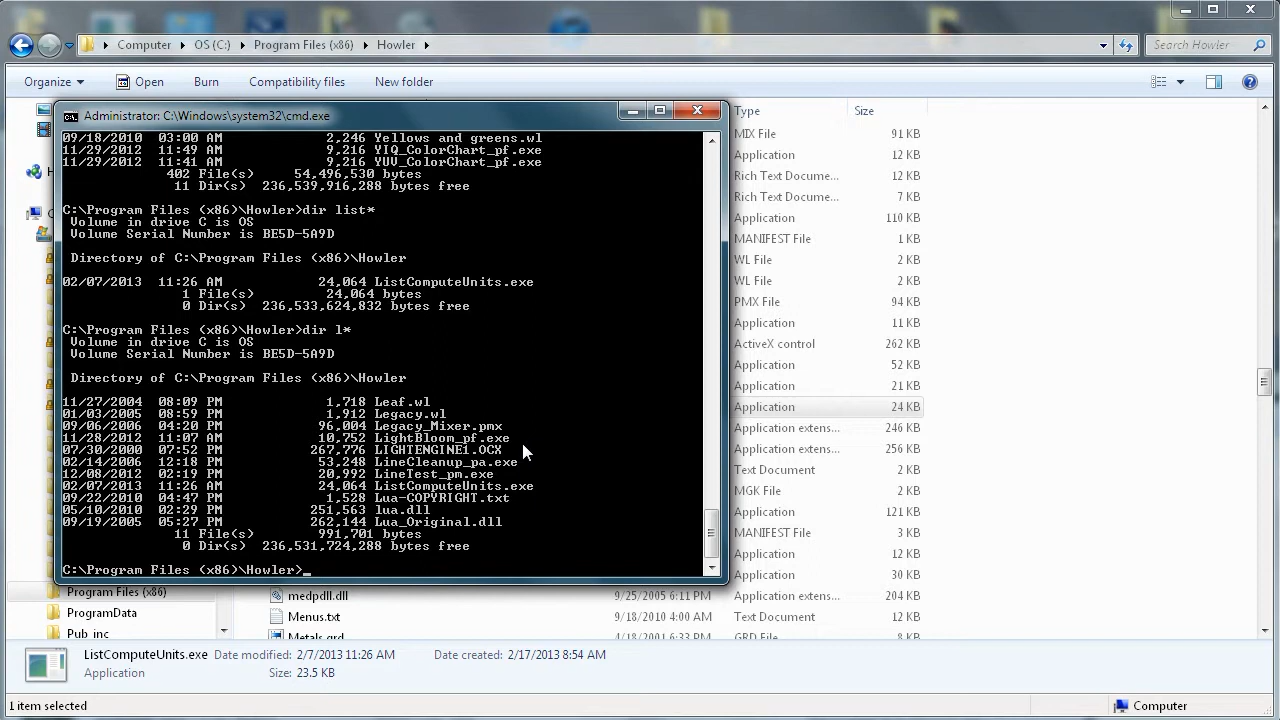 Computer ▸ OS (C:) ▸ Program Files (x86) ▸ Howler ▸
Search Howler
Organize ▾ Open Burn Compatibility files New folder
Administrator: C:\Windows\system32\cmd.exe
09/18/2010 03:00 AM 2,246 Yellows and greens.wl
11/29/2012 11:49 AM 9,216 YIQ_ColorChart_pf.exe
11/29/2012 11:41 AM 9,216 YUV_ColorChart_pf.exe
402 File(s) 54,496,530 bytes
11 Dir(s) 236,539,916,288 bytes free
C:\Program Files (x86)\Howler>dir list*
Volume in drive C is OS
Volume Serial Number is BE5D-5A9D
Directory of C:\Program Files (x86)\Howler
02/07/2013 11:26 AM 24,064 ListComputeUnits.exe
1 File(s) 24,064 bytes
0 Dir(s) 236,533,624,832 bytes free
C:\Program Files (x86)\Howler>dir l*
Volume in drive C is OS
Volume Serial Number is BE5D-5A9D
Directory of C:\Program Files (x86)\Howler
11/27/2004 08:09 PM 1,718 Leaf.wl
01/03/2005 08:59 PM 1,912 Legacy.wl
09/06/2006 04:20 PM 96,004 Legacy_Mixer.pmx
11/28/2012 11:07 AM 10,752 LightBloom_pf.exe
07/30/2000 07:52 PM 267,776 LIGHTENGINE1.OCX
02/14/2006 12:18 PM 53,248 LineCleanup_pa.exe
12/08/2012 02:19 PM 20,992 LineTest_pm.exe
02/07/2013 11:26 AM 24,064 ListComputeUnits.exe
09/22/2010 04:47 PM 1,528 Lua-COPYRIGHT.txt
05/10/2010 02:29 PM 251,563 lua.dll
09/19/2005 05:27 PM 262,144 Lua_Original.dll
11 File(s) 991,701 bytes
0 Dir(s) 236,531,724,288 bytes free
C:\Program Files (x86)\Howler>_
Type Size
MIX File 91 KB
Application 12 KB
Rich Text Docume... 12 KB
Rich Text Docume... 12 KB
Application 110 KB
MANIFEST File 3 KB
WL File 2 KB
WL File 2 KB
PMX File 94 KB
Application 11 KB
ActiveX control 262 KB
Application 52 KB
Application 21 KB
Application 24 KB
Application extens... 246 KB
Application extens... 256 KB
Text Document 2 KB
MGK File 2 KB
Application 121 KB
MANIFEST File 3 KB
Application 12 KB
Application 30 KB
Program Files (x86) medpdll.dll 9/25/2005 6:11 PM Application extens... 204 KB
ProgramData Menus.txt 9/18/2010 4:00 AM Text Document 12 KB
Pub_inc Metals.grd 4/18/2001 6:33 PM GRD File 8 KB
ListComputeUnits.exe Date modified: 2/7/2013 11:26 AM Date created: 2/17/2013 8:54 AM
Application Size: 23.5 KB
1 item selected Computer